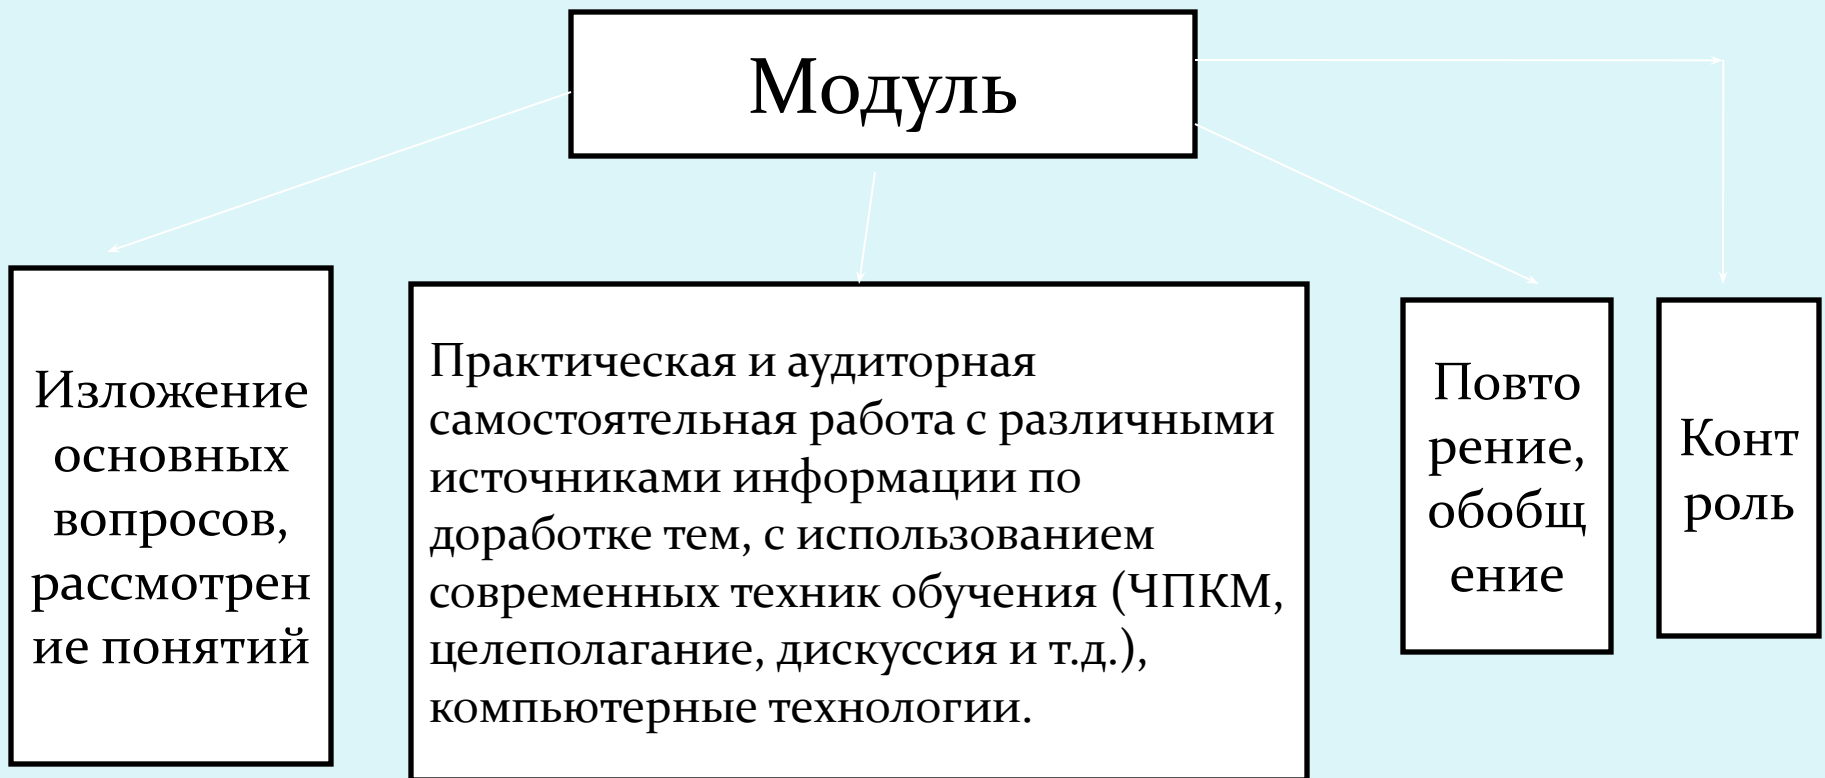 Модуль
Изложение
основных
вопросов,
рассмотрен
ие понятий
Практическая и аудиторная
самостоятельная работа с различными
источниками информации по
доработке тем, с использованием
современных техник обучения (ЧПКМ,
целеполагание, дискуссия и т.д.),
компьютерные технологии.
Повто
рение,
обобщ
ение
Конт
роль